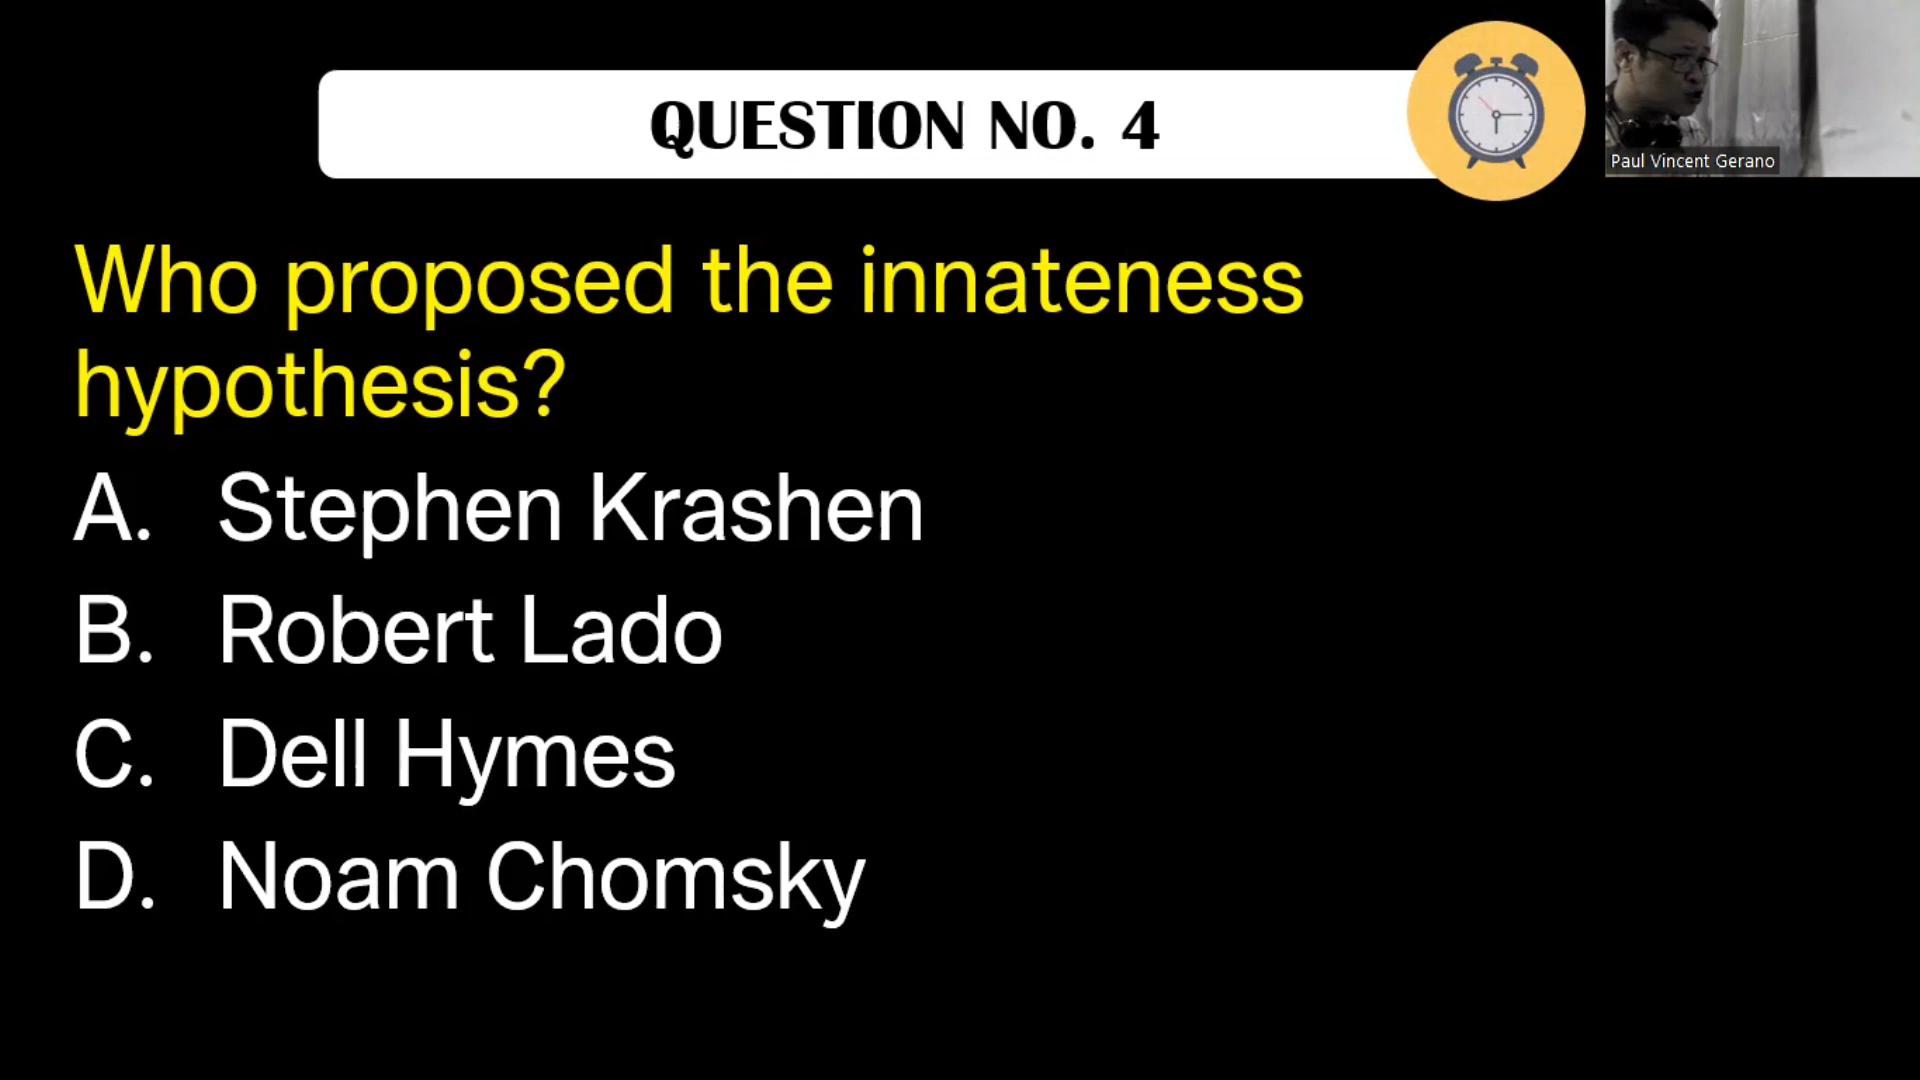 QUESTION NO. 4
Paul Vincent Gerano
Who proposed the innateness
hypothesis?
A. Stephen Krashen
B. Robert Lado
C. Dell Hymes
D. Noam Chomsky